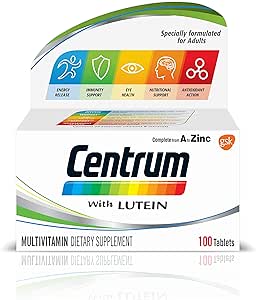 Specially formulated
for Adults
ENERGY
RELEASE
IMMUNITY
SUPPORT
EYE
HEALTH
NUTRITIONAL
SUPPORT
ANTIOXIDANT
ACTION
Complete from A to Zinc
gsk
Centrum
with LUTEIN
MULTIVITAMIN DIETARY SUPPLEMENT
100 Tablets